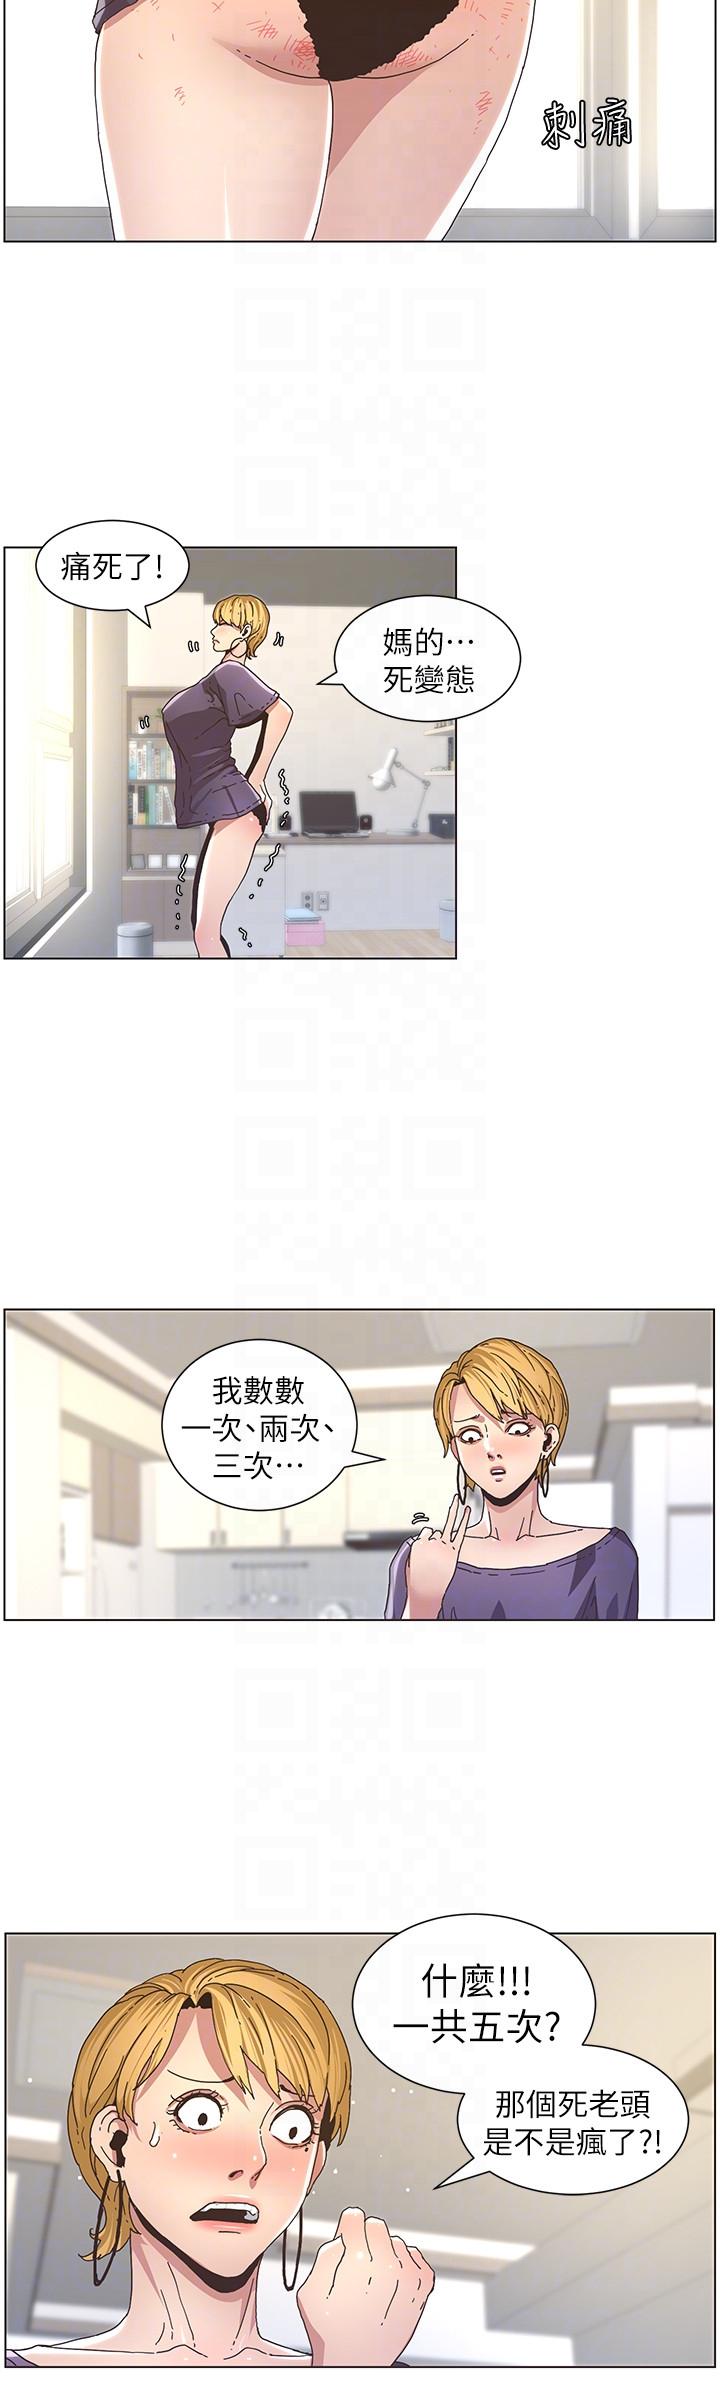 刺痛
痛死了!
媽的⋯
死變態
我數數
一次、兩次、
三次⋯
什麼!!!
一共五次?
那個死老頭
是不是瘋了?!